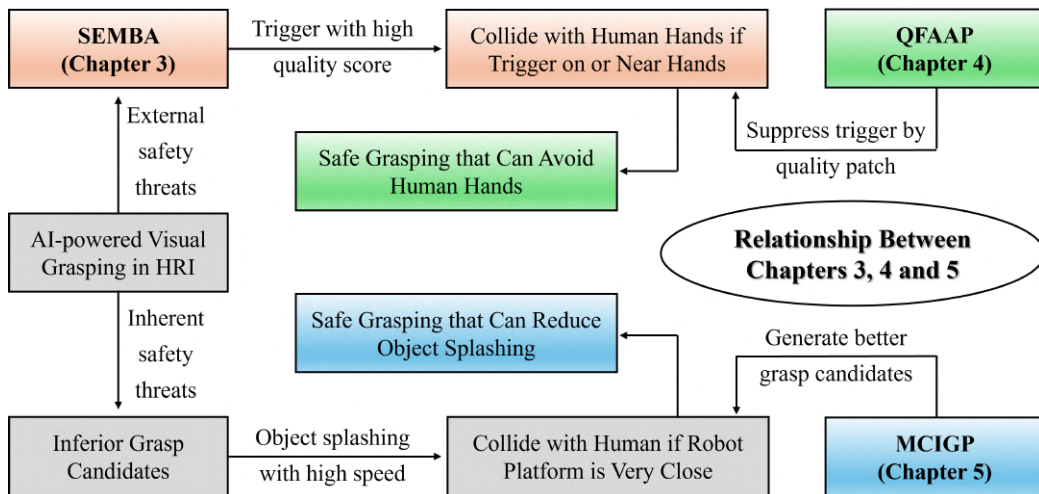 SEMBA
(Chapter 3)
Trigger with high
quality score
Collide with Human Hands if
Trigger on or Near Hands
QFAAP
(Chapter 4)
External
safety
threats
Suppress trigger by
quality patch
Safe Grasping that Can Avoid
Human Hands
AI-powered Visual
Grasping in HRI
Relationship Between
Chapters 3, 4 and 5
Inherent
safety
threats
Safe Grasping that Can Reduce
Object Splashing
Generate better
grasp candidates
Inferior Grasp
Candidates
Object splashing
with high speed
Collide with Human if Robot
Platform is Very Close
MCIGP
(Chapter 5)